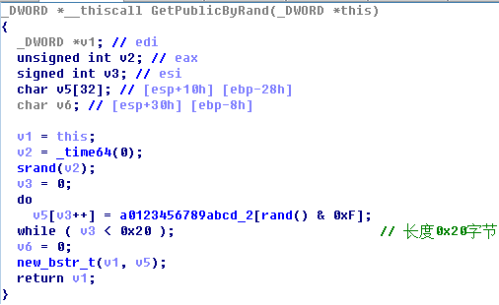 _DWORD *__thiscall GetPublicByRand(_DWORD *this)
{
  _DWORD *v1; // edi
  unsigned int v2; // eax
  signed int v3; // esi
  char v5[32]; // [esp+10h] [ebp-28h]
  char v6; // [esp+30h] [ebp-8h]

  v1 = this;
  v2 = _time64(0);
  srand(v2);
  v3 = 0;
  do
    v5[v3++] = a0123456789abcd_2[rand() & 0xF];
  while ( v3 < 0x20 ); // 长度0x20字节
  v6 = 0;
  new_bstr_t(v1, v5);
  return v1;
}